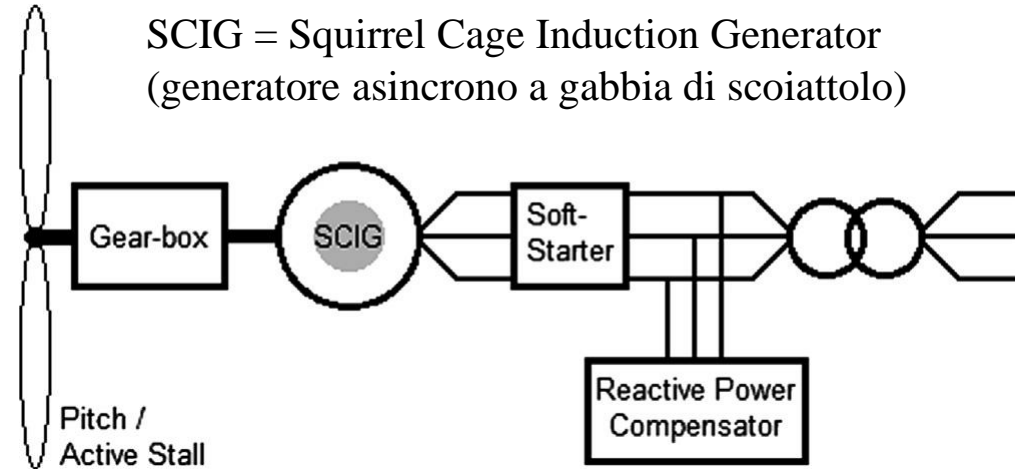 SCIG = Squirrel Cage Induction Generator
(generatore asincrono a gabbia di scoiattolo)
Gear-box
SCIG
Soft-
Starter
Reactive Power
Compensator
Pitch /
Active Stall